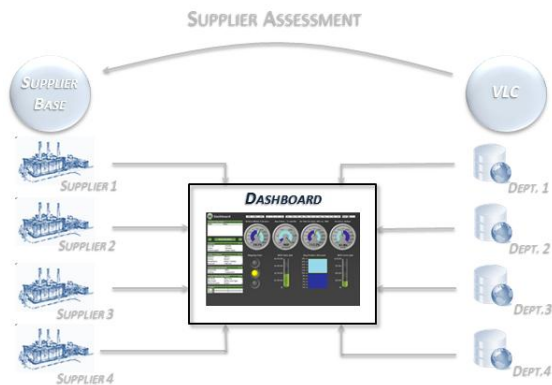 SUPPLIER ASSESSMENT
SUPPLIER
BASE
VLC
SUPPLIER 1
DEPT. 1
DASHBOARD
SUPPLIER 2
DEPT. 2
SUPPLIER 3
DEPT.3
SUPPLIER 4
DEPT.4